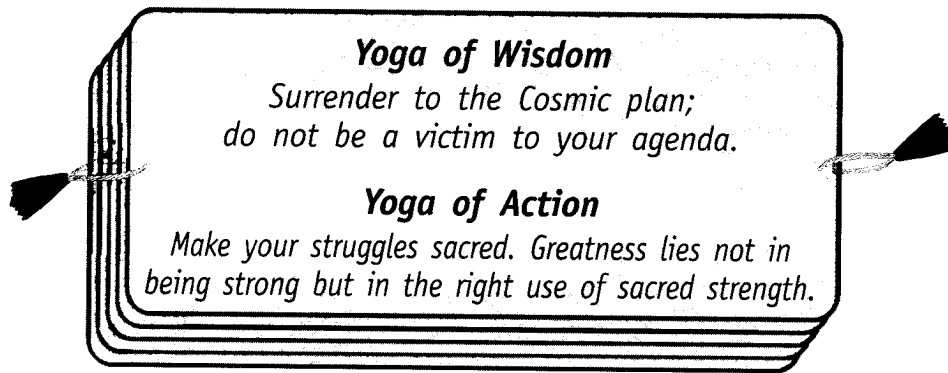 Yoga of Wisdom
Surrender to the Cosmic plan;
do not be a victim to your agenda.
Yoga of Action
Make your struggles sacred. Greatness lies not in
being strong but in the right use of sacred strength.